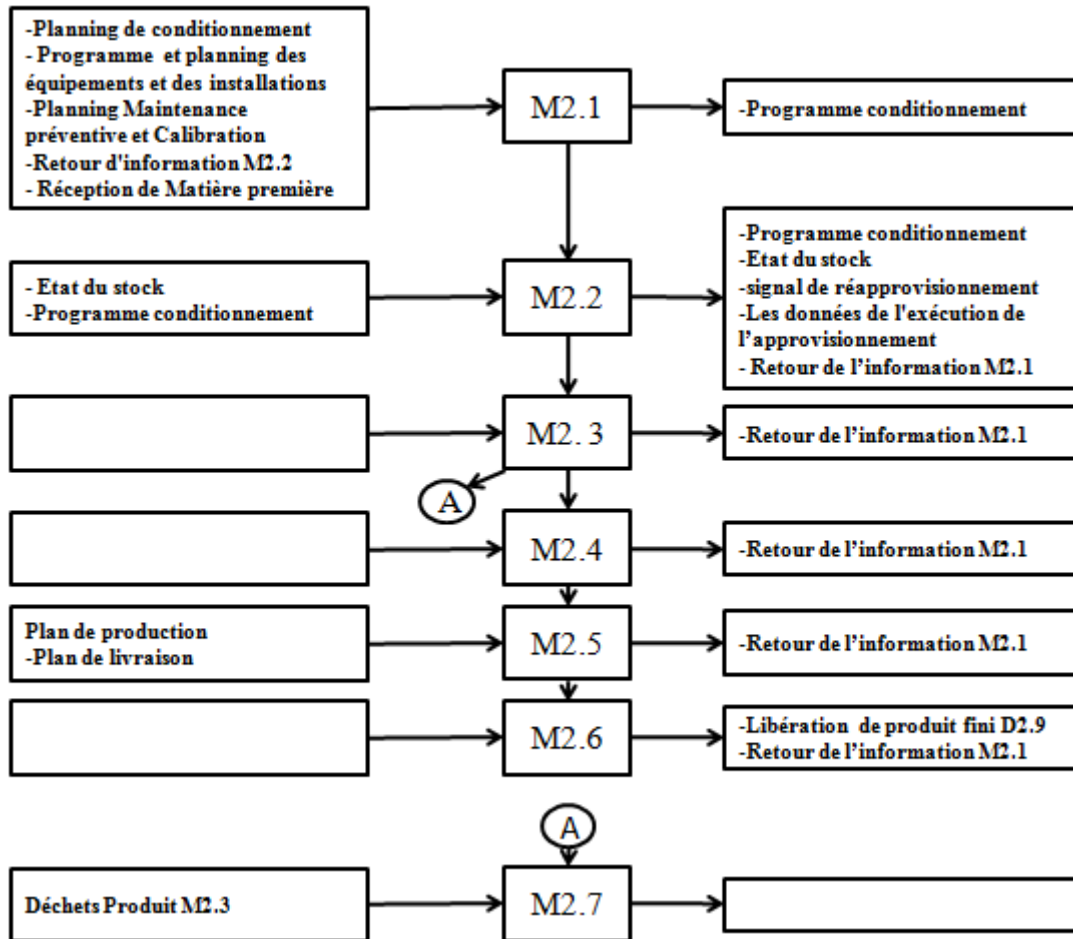 -Planning de conditionnement
- Programme et planning des
équipements et des installations
-Planning Maintenance
préventive et Calibration
-Retour d'information M2.2
- Réception de Matière première
M2.1
-Programme conditionnement
- Etat du stock
-Programme conditionnement
M2.2
-Programme conditionnement
-Etat du stock
-signal de réapprovisionnement
-Les données de l'exécution de
l’approvisionnement
- Retour de l’information M2.1
M2. 3
-Retour de l’information M2.1
A
M2.4
-Retour de l’information M2.1
Plan de production
-Plan de livraison
M2.5
-Retour de l’information M2.1
M2.6
-Libération de produit fini D2.9
-Retour de l’information M2.1
A
Déchets Produit M2.3
M2.7